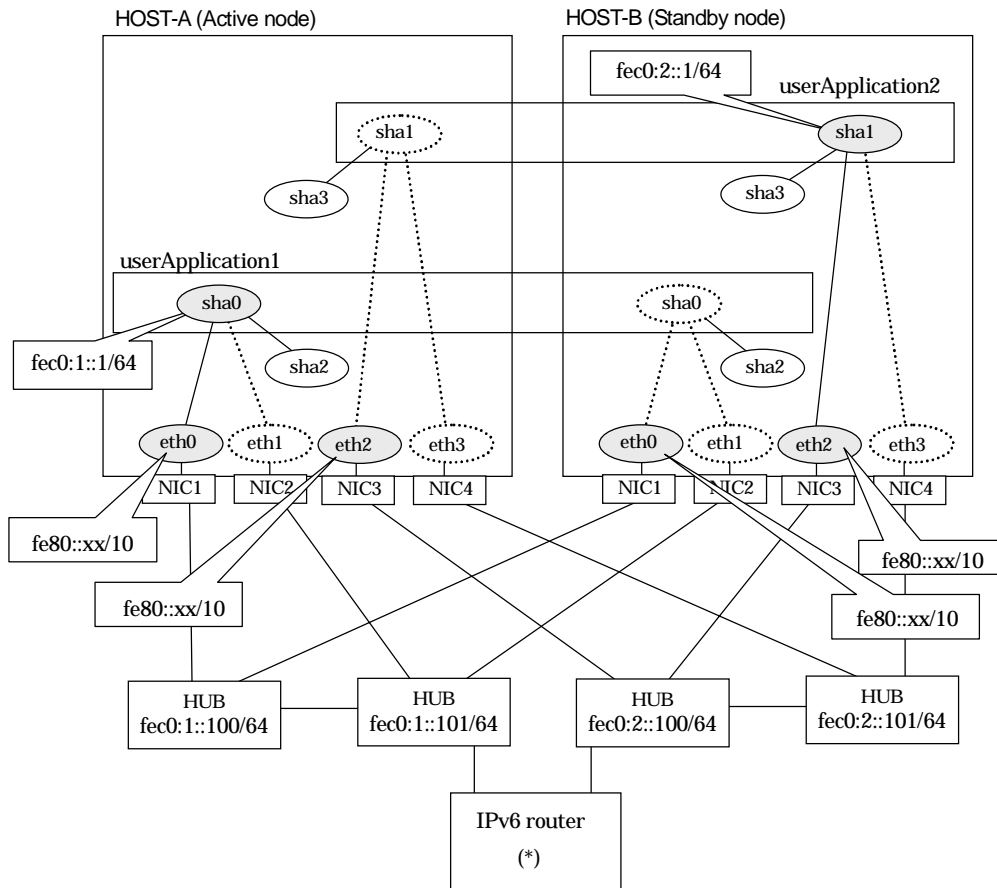 HOST-A (Active node)
HOST-B (Standby node)
fec0:2::1/64
userApplication2
sha1
sha1
sha3
sha3
userApplication1
sha0
sha0
fec0:1::1/64
sha2
sha2
eth0
eth1
eth2
eth3
eth0
eth1
eth2
eth3
NIC1
NIC2
NIC3
NIC4
NIC1
NIC2
NIC3
NIC4
fe80::xx/10
fe80::xx/10
fe80::xx/10
fe80::xx/10
HUB
fec0:1::100/64
HUB
fec0:1::101/64
HUB
fec0:2::100/64
HUB
fec0:2::101/64
IPv6 router
(*)